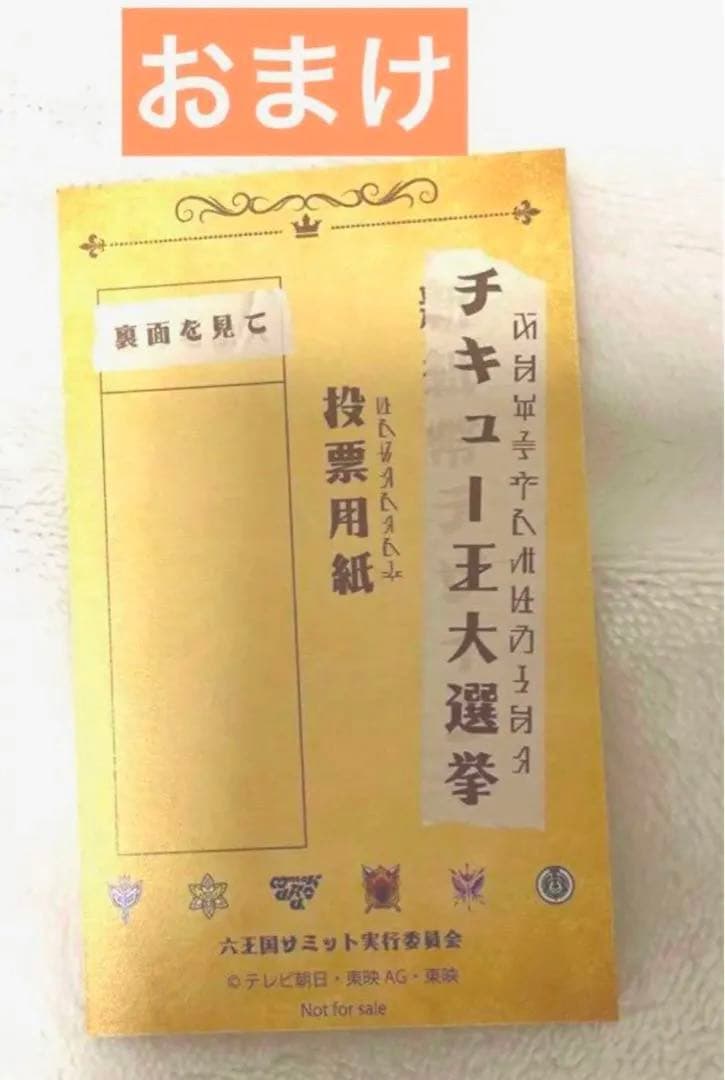 おまけ
チキュー王大選挙
投票用紙
裏面を見て
六王国サミット実行委員会
©テレビ朝日・東映AG・東映
Not for sale